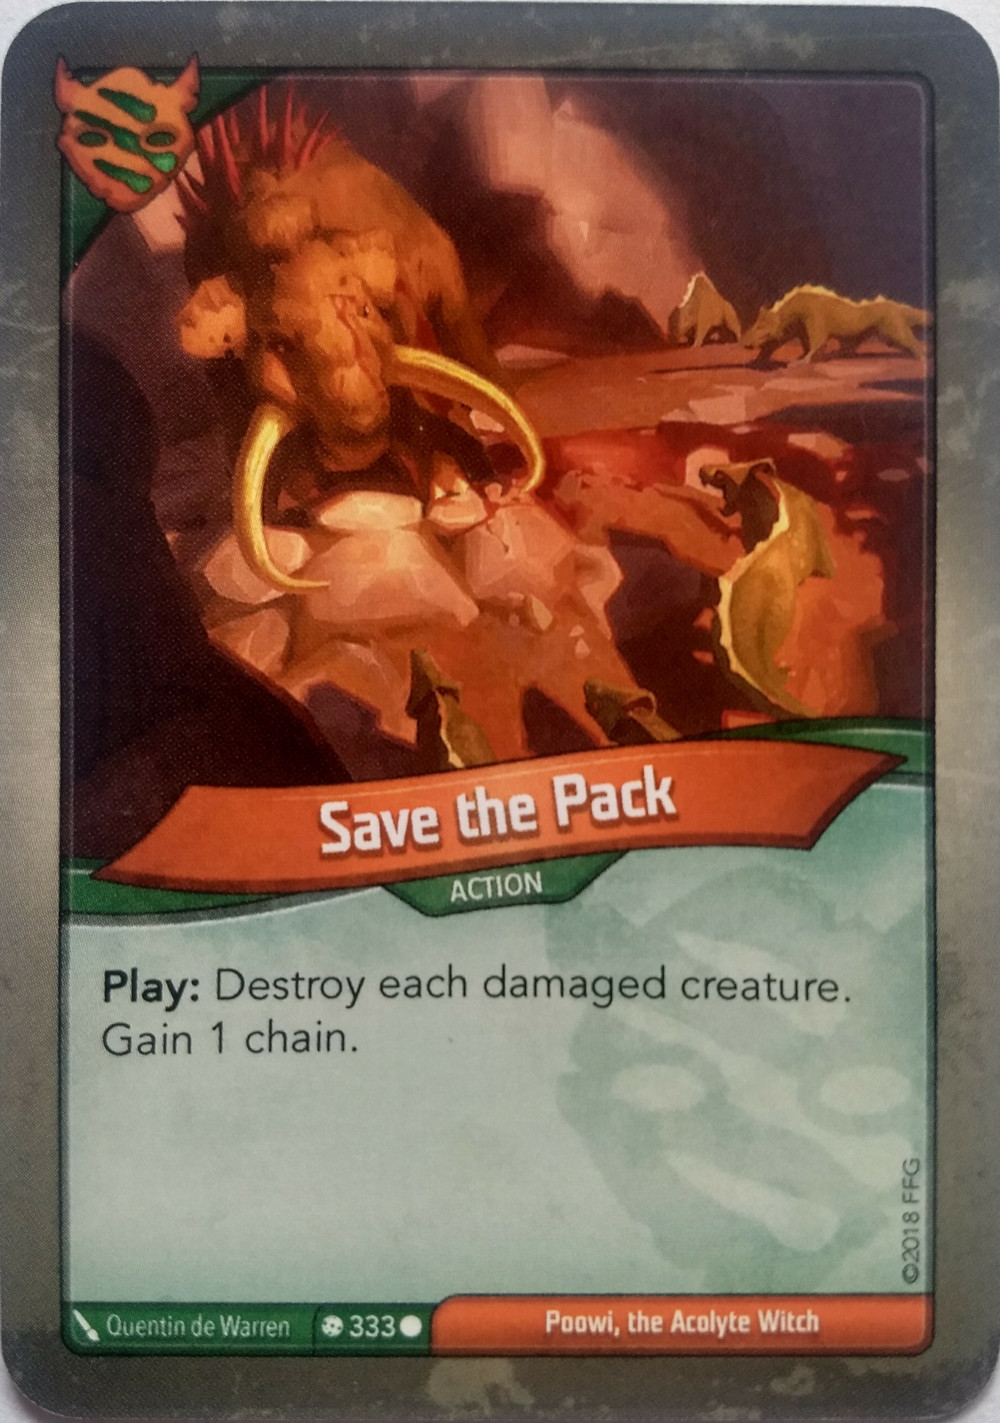 Save the Pack
ACTION
Play: Destroy each damaged creature.
Gain 1 chain.
©2018 FFG
Quentin de Warren
333
Poowi, the Acolyte Witch